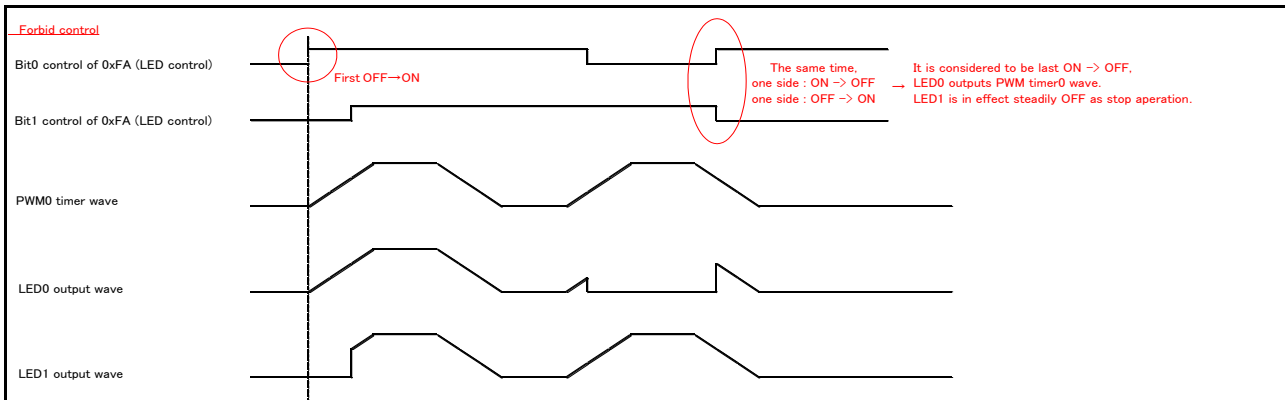 Forbid control
Bit0 control of 0xFA (LED control)
First OFF→ON
The same time,
one side : ON -> OFF
one side : OFF -> ON
→
It is considered to be last ON -> OFF,
LED0 outputs PWM timer0 wave.
LED1 is in effect steadily OFF as stop aperation.
Bit1 control of 0xFA (LED control)
PWM0 timer wave
LED0 output wave
LED1 output wave